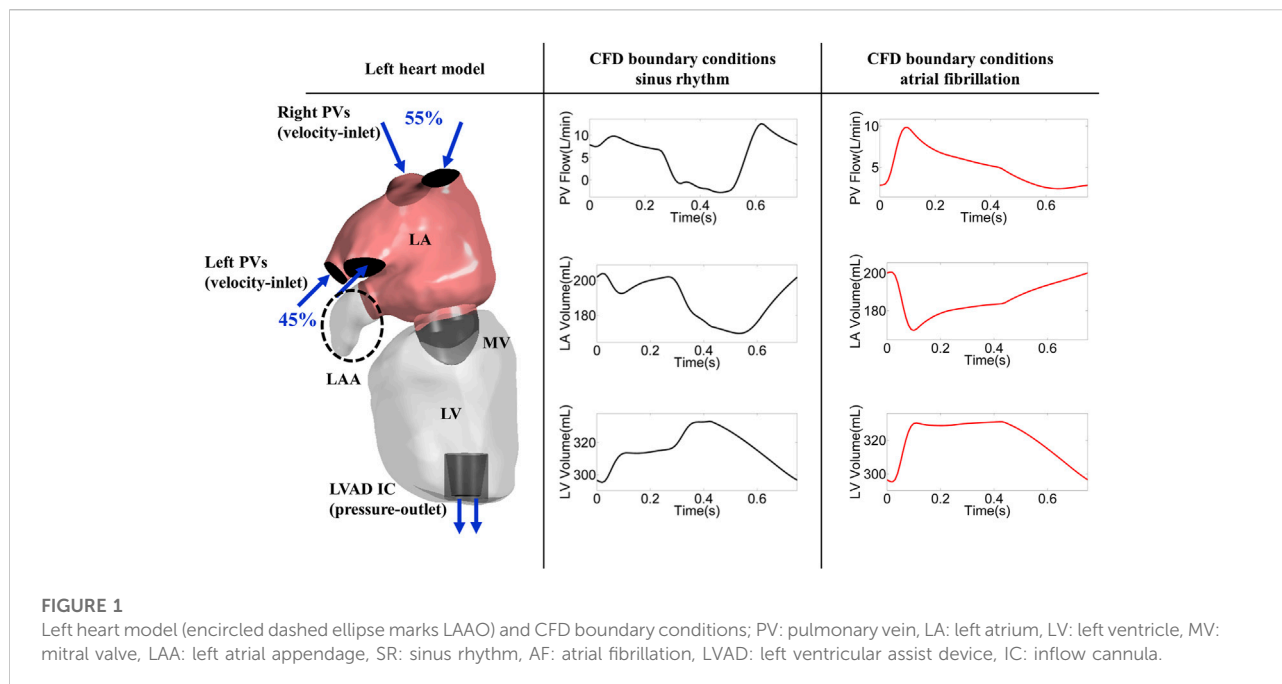 Left heart model
CFD boundary conditions
sinus rhythm
CFD boundary conditions
atrial fibrillation
Right PVs
(velocity-inlet)
55%
LA
Left PVs
(velocity-inlet)
45%
LAA
MV
LV
LVAD IC
(pressure-outlet)
PV Flow(L/min)
10
5
0
0 0.2 0.4 0.6
Time(s)
PV Flow(L/min)
10
5
0 0.2 0.4 0.6
Time(s)
LA Volume(mL)
200
180
0 0.2 0.4 0.6
Time(s)
LA Volume(mL)
200
180
0 0.2 0.4 0.6
Time(s)
LV Volume(mL)
320
300
0 0.2 0.4 0.6
Time(s)
LV Volume(mL)
320
300
0 0.2 0.4 0.6
Time(s)
FIGURE 1
Left heart model (encircled dashed ellipse marks LAAO) and CFD boundary conditions; PV: pulmonary vein, LA: left atrium, LV: left ventricle, MV:
mitral valve, LAA: left atrial appendage, SR: sinus rhythm, AF: atrial fibrillation, LVAD: left ventricular assist device, IC: inflow cannula.